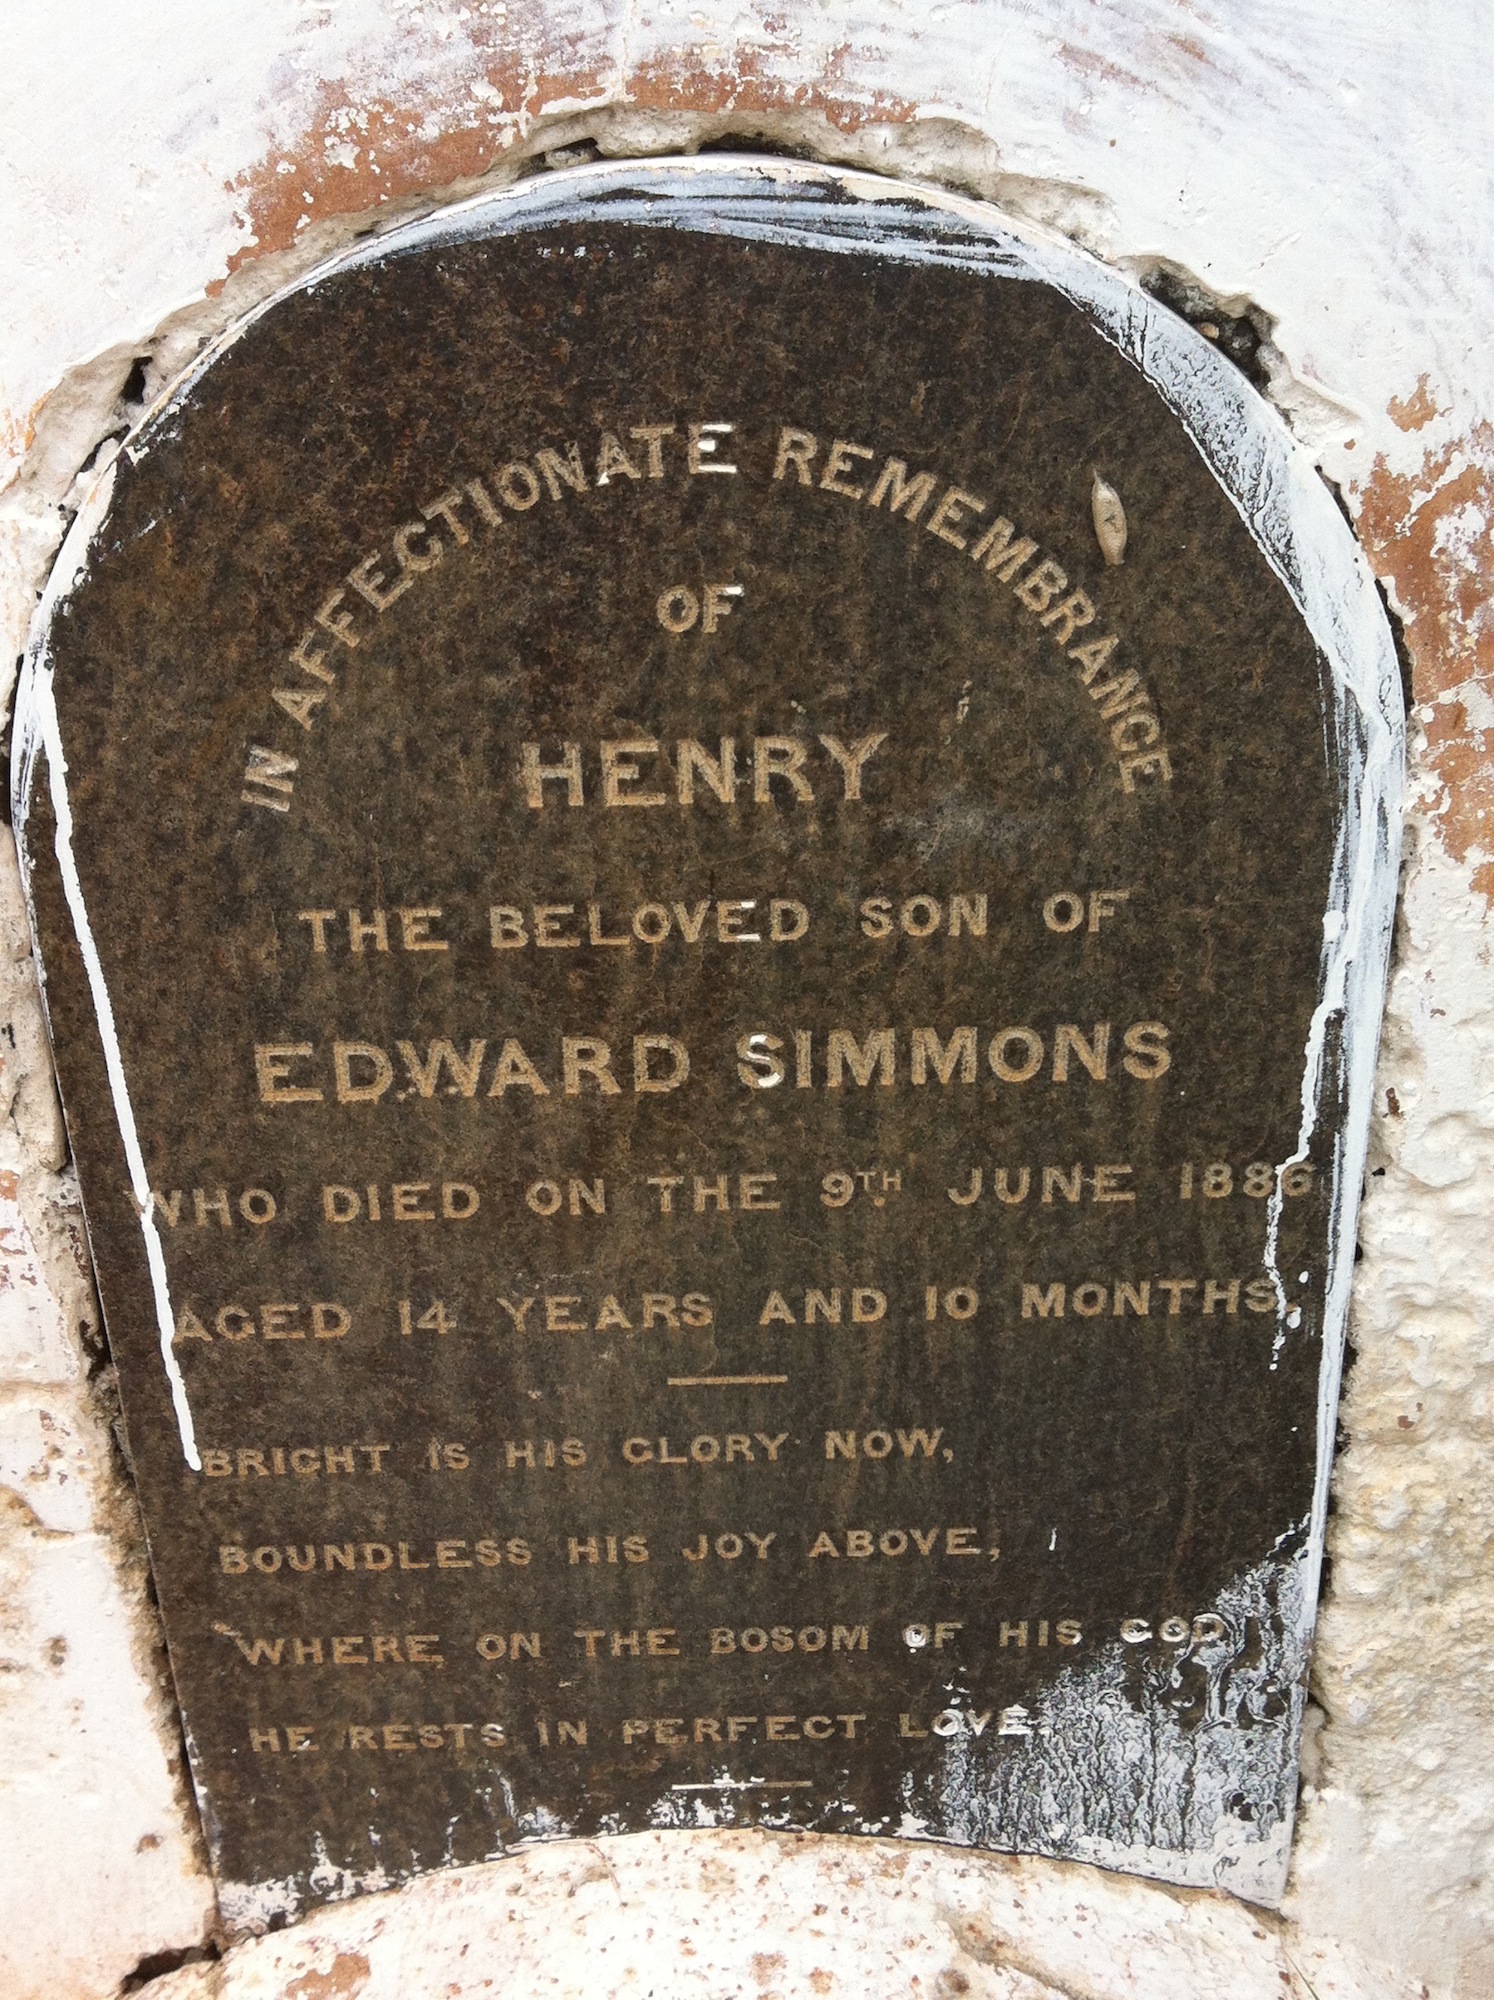 IN AFFECTIONATE REMEMBRANCE
OF
HENRY
THE BELOVED SON OF
EDWARD SIMMONS
WHO DIED ON THE 9TH JUNE 1886
AGED 14 YEARS AND 10 MONTHS.
BRIGHT IS HIS GLORY NOW,
BOUNDLESS HIS JOY ABOVE,
WHERE ON THE BOSOM OF HIS GOD
HE RESTS IN PERFECT LOVE.